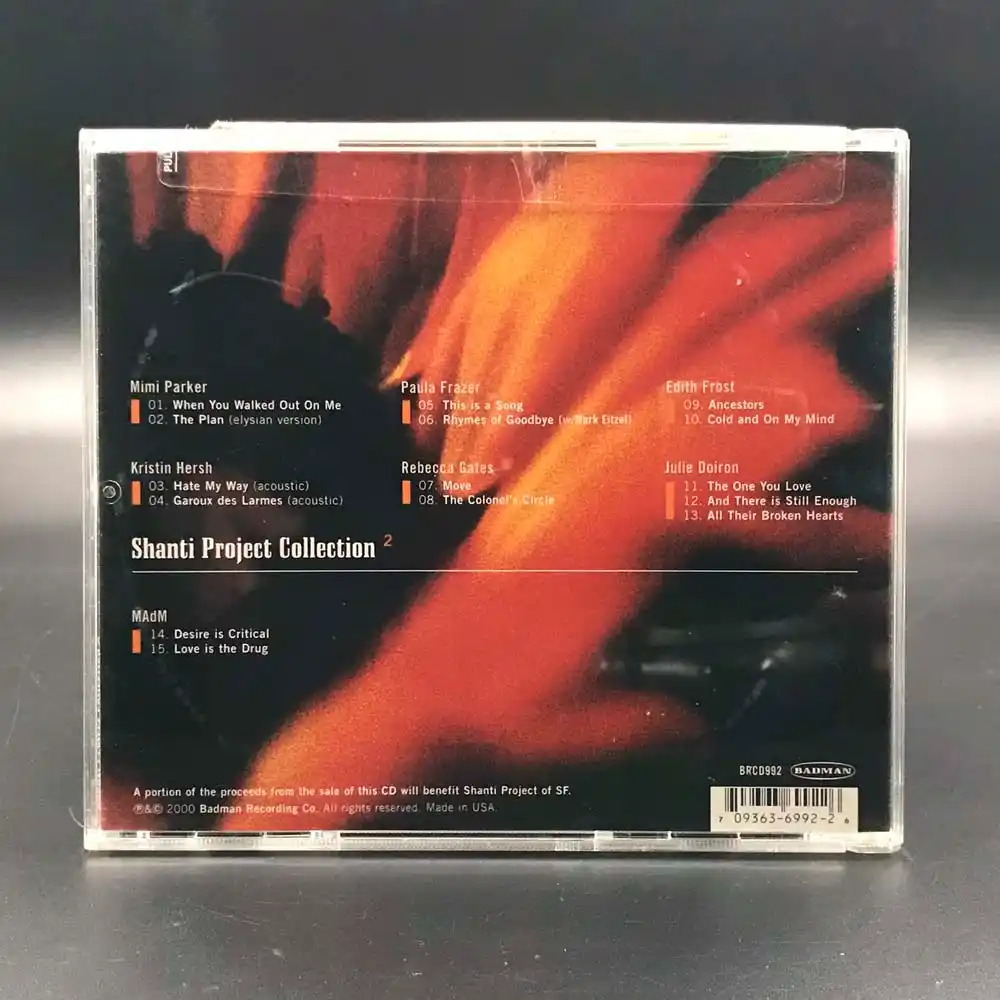 PUL
Mimi Parker
01. When You Walked Out On Me
02. The Plan (elysian version)
Paula Frazer
05. This is a Song
06. Rhymes of Goodbye (w/Mark Eitzel)
Edith Frost
09. Ancestors
10. Cold and On My Mind
Kristin Hersh
03. Hate My Way (acoustic)
04. Garoux des Larmes (acoustic)
Rebecca Gates
07. Move
08. The Colonel's Circle
Julie Doiron
11. The One You Love
12. And There is Still Enough
13. All Their Broken Hearts
Shanti Project Collection 2
MAdM
14. Desire is Critical
15. Love is the Drug
BRCD992 BADMAN
A portion of the proceeds from the sale of this CD will benefit Shanti Project of SF.
℗&© 2000 Badman Recording Co. All rights reserved. Made in USA.
7 09363-6992-2 6